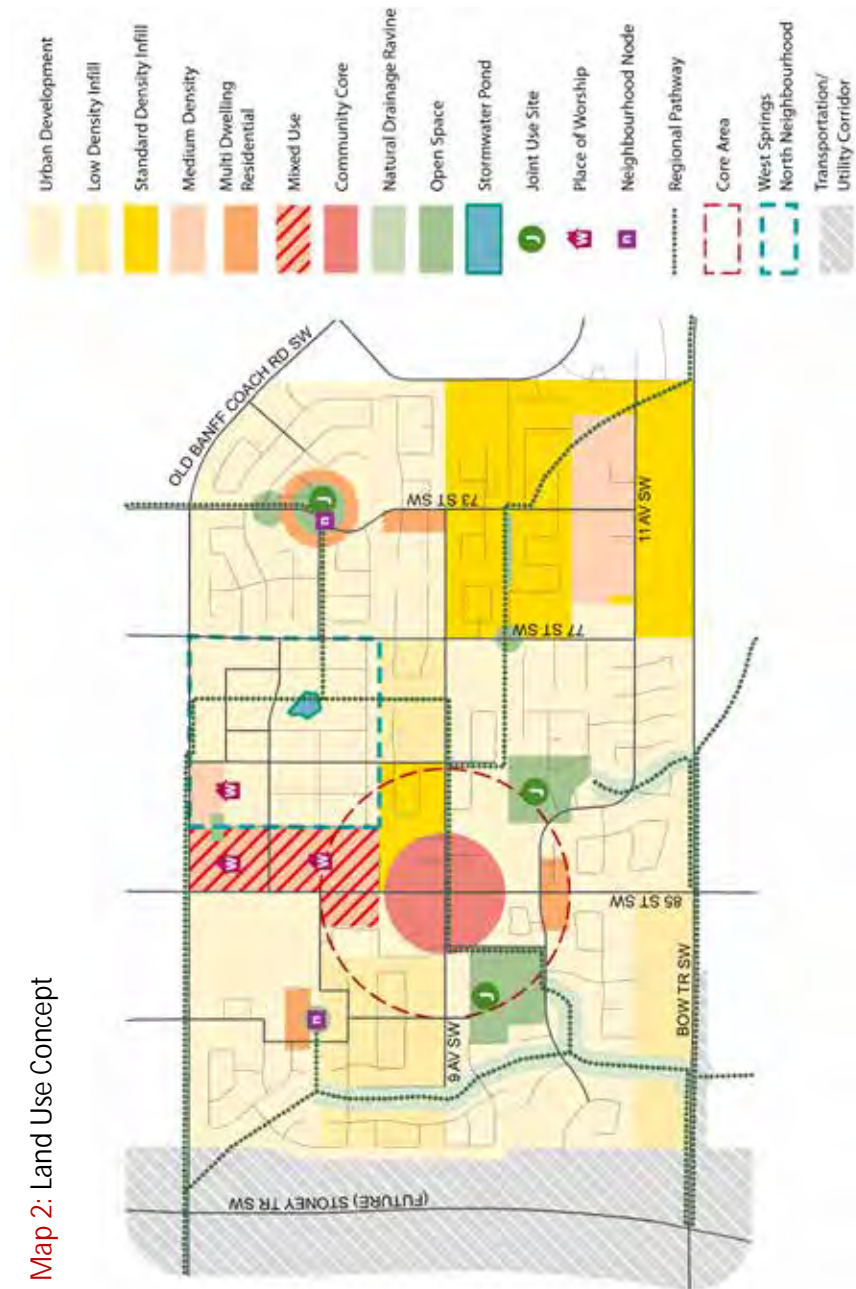 Map 2: Land Use Concept
OLD BANFF COACH RD SW
73 ST SW
11 AV SW
77 ST SW
85 ST SW
BOW TR SW
9 AV SW
(FUTURE) STONEY TR SW
J
n
W
W
W
J
J
n
Urban Development
Low Density Infill
Standard Density Infill
Medium Density
Multi Dwelling
Residential
Mixed Use
Community Core
Natural Drainage Ravine
Open Space
Stormwater Pond
J
Joint Use Site
W
Place of Worship
n
Neighbourhood Node
Regional Pathway
Core Area
West Springs
North Neighbourhood
Transportation/
Utility Corridor